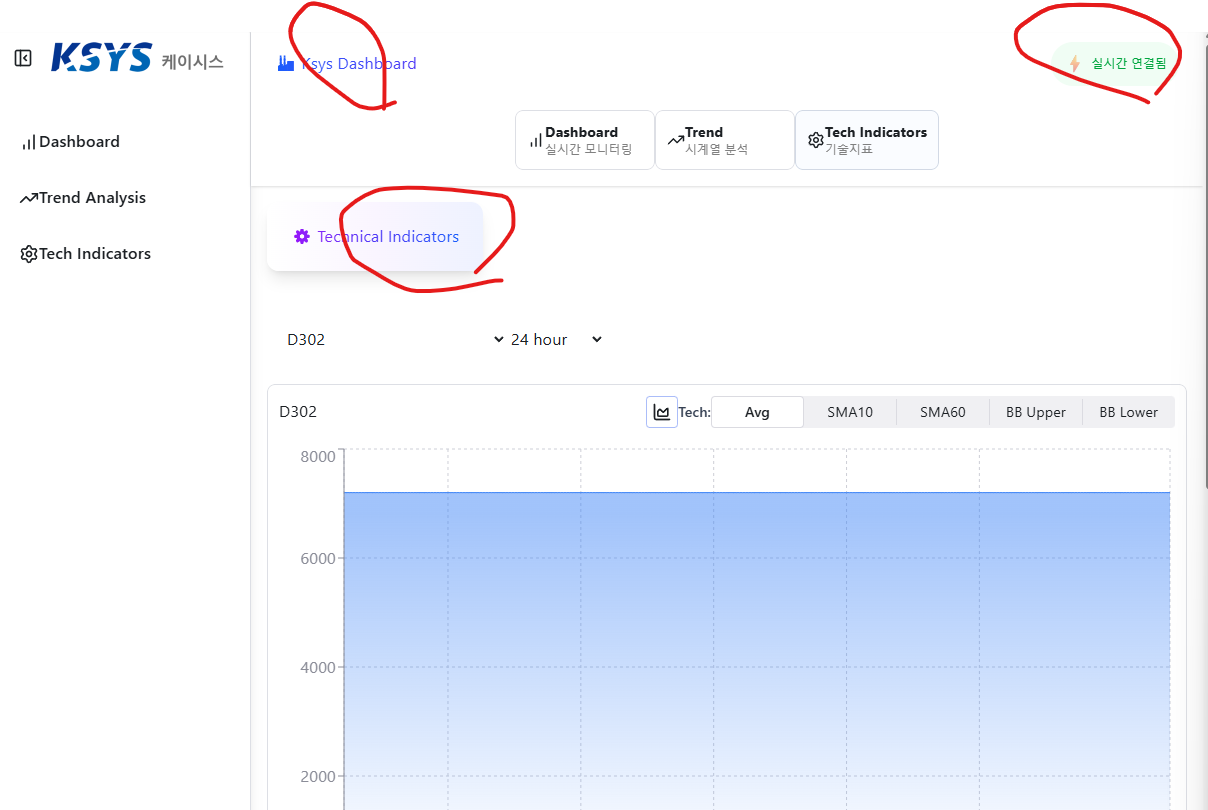 KSYS 케이시스
Dashboard
Trend Analysis
Tech Indicators
Ksys Dashboard
실시간 연결됨
Dashboard
실시간 모니터링
Trend
시계열 분석
Tech Indicators
기술지표
Technical Indicators
D302
24 hour
D302
Tech:
Avg
SMA10
SMA60
BB Upper
BB Lower
8000
6000
4000
2000